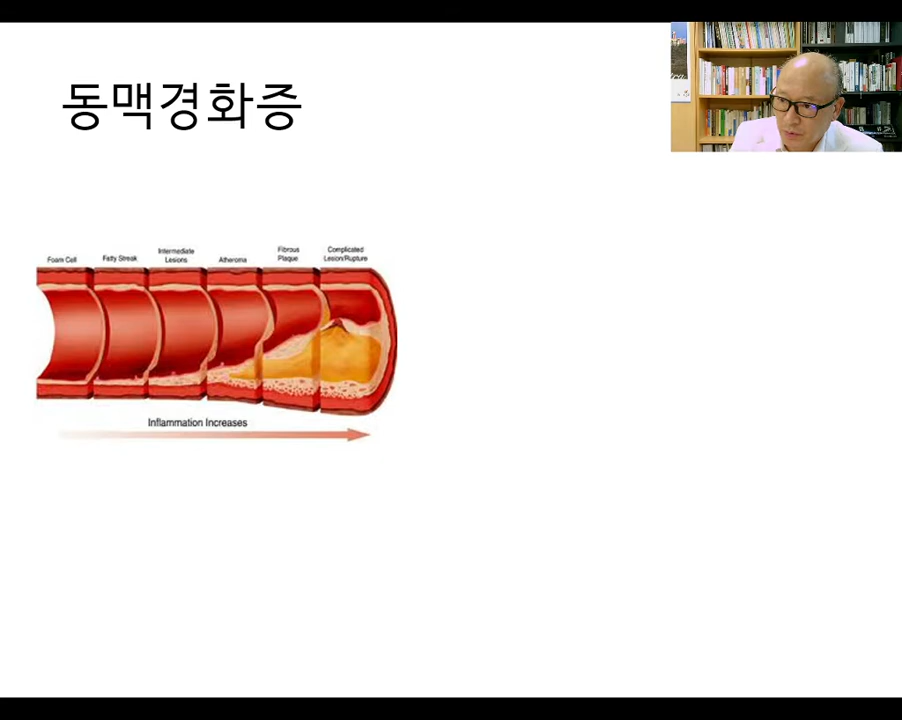 동맥경화증
Foam Cell
Fatty Streak
Intermediate
Lesions
Atheroma
Fibrous
Plaque
Complicated
Lesion/Rupture
Inflammation Increases